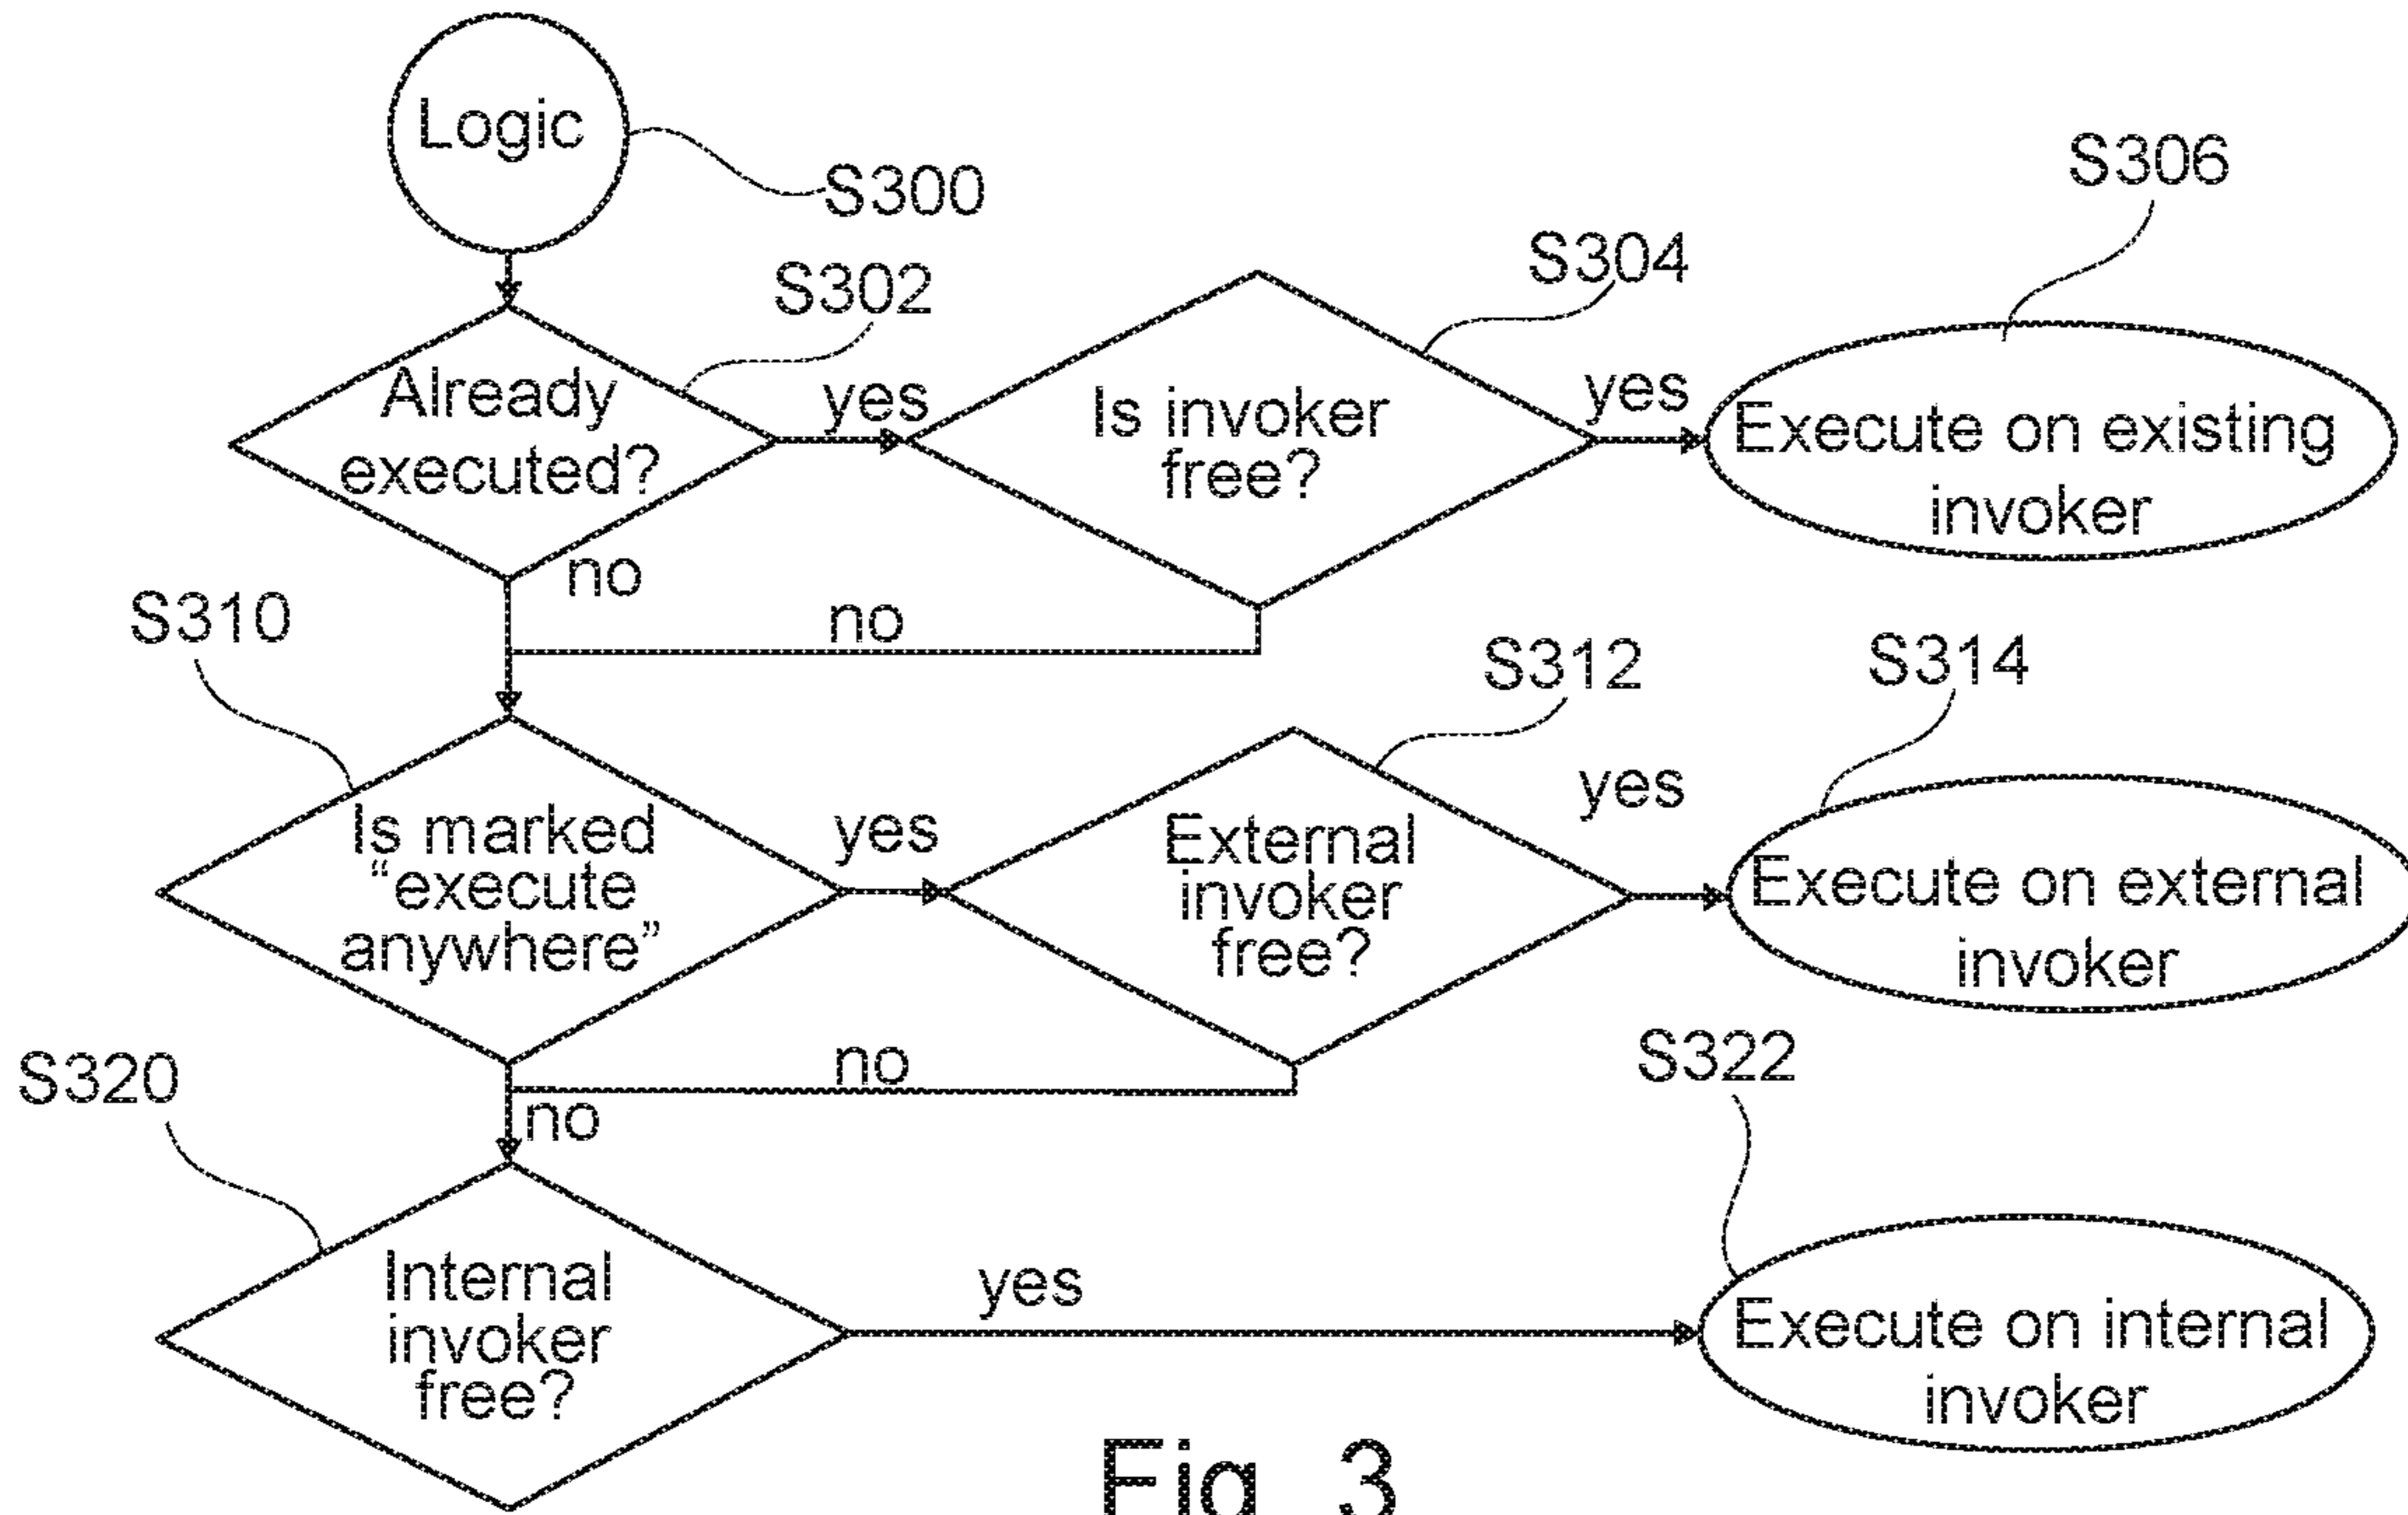 Logic
S300
S302
Already
executed?
yes
S304
Is invoker
free?
yes
S306
Execute on existing
invoker
no
no
S310
Is marked
“execute
anywhere”
yes
S312
External
invoker
free?
yes
S314
Execute on external
invoker
no
no
S320
Internal
invoker
free?
yes
S322
Execute on internal
invoker
Fig. 3